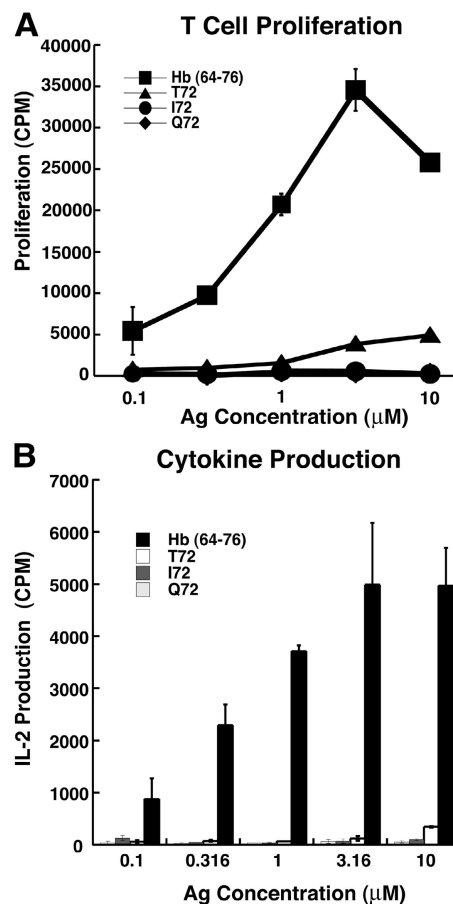 A
T Cell Proliferation
Proliferation (CPM)
40000
35000
30000
25000
20000
15000
10000
5000
0
Hb (64-76)
T72
I72
Q72
0.1 1 10
Ag Concentration (μM)
B
Cytokine Production
IL-2 Production (CPM)
7000
6000
5000
4000
3000
2000
1000
0
Hb (64-76)
T72
I72
Q72
0.1 0.316 1 3.16 10
Ag Concentration (μM)